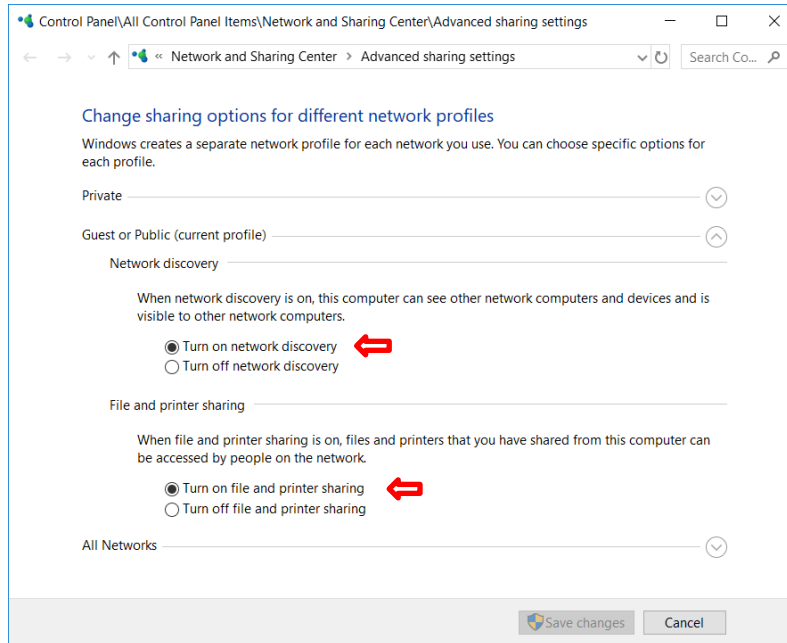 Control Panel\All Control Panel Items\Network and Sharing Center\Advanced sharing settings
« Network and Sharing Center > Advanced sharing settings
Search Co...
Change sharing options for different network profiles
Windows creates a separate network profile for each network you use. You can choose specific options for
each profile.
Private
Guest or Public (current profile)
Network discovery
When network discovery is on, this computer can see other network computers and devices and is
visible to other network computers.
Turn on network discovery
Turn off network discovery
File and printer sharing
When file and printer sharing is on, files and printers that you have shared from this computer can
be accessed by people on the network.
Turn on file and printer sharing
Turn off file and printer sharing
All Networks
Save changes
Cancel